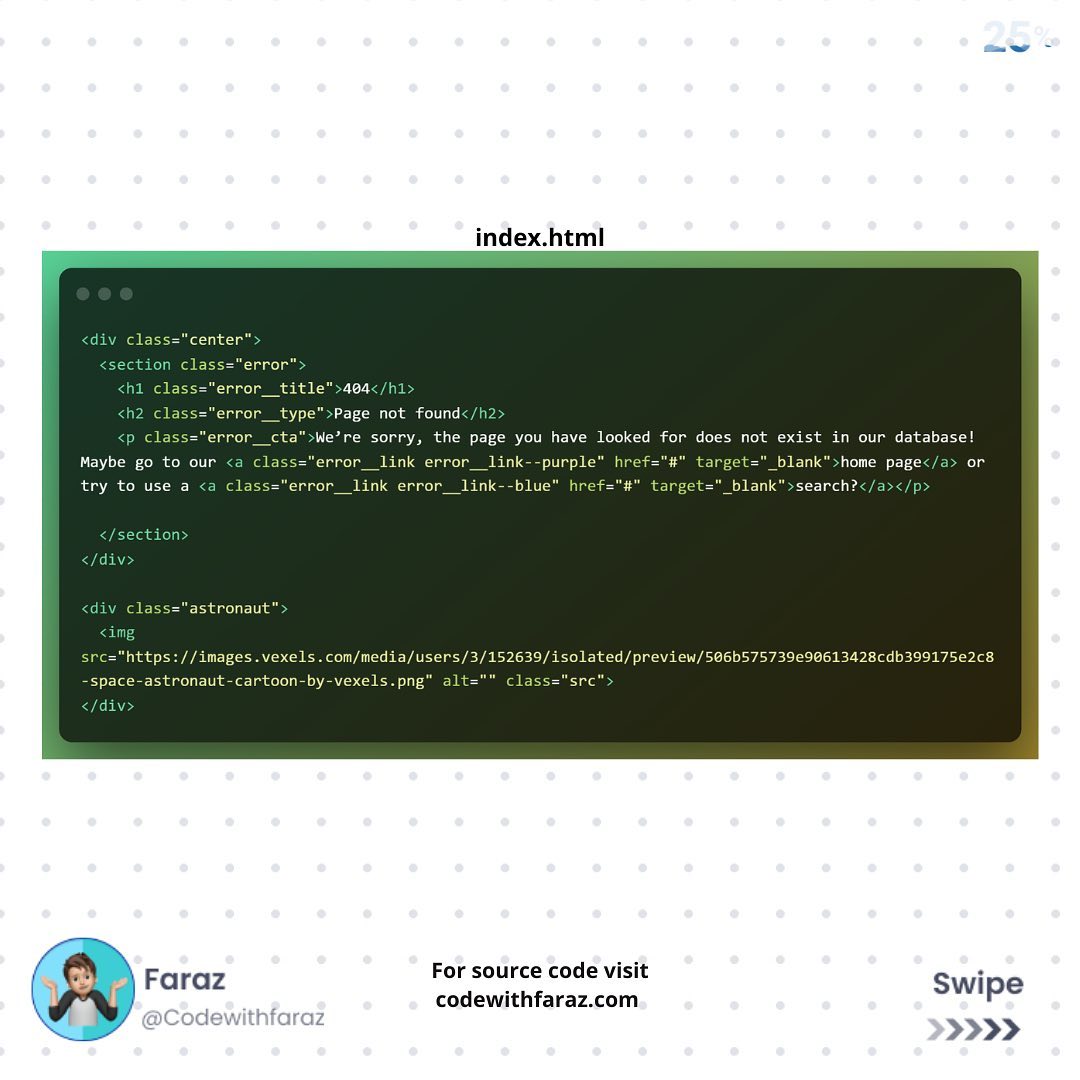 25%
index.html
<div class="center">
  <section class="error">
    <h1 class="error__title">404</h1>
    <h2 class="error__type">Page not found</h2>
    <p class="error__cta">We’re sorry, the page you have looked for does not exist in our database!
Maybe go to our <a class="error__link error__link--purple" href="#" target="_blank">home page</a> or
try to use a <a class="error__link error__link--blue" href="#" target="_blank">search?</a></p>
  </section>
</div>
<div class="astronaut">
  <img
src="https://images.vexels.com/media/users/3/152639/isolated/preview/506b575739e90613428cdb399175e2c8
-space-astronaut-cartoon-by-vexels.png" alt="" class="src">
</div>
Faraz
@Codewithfaraz
For source code visit
codewithfaraz.com
Swipe